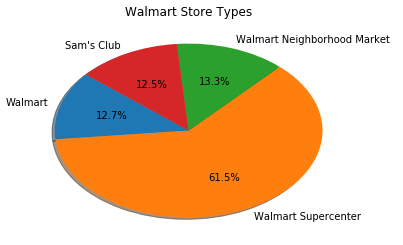 Walmart Store Types
Sam's Club
Walmart Neighborhood Market
12.5%
13.3%
Walmart
12.7%
61.5%
Walmart Supercenter